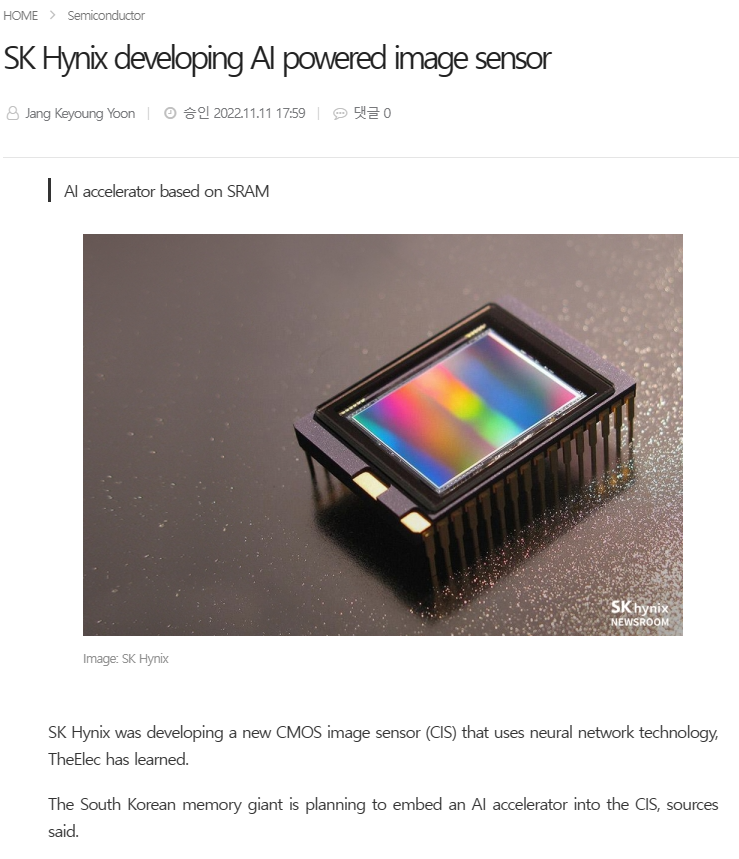 HOME > Semiconductor
SK Hynix developing AI powered image sensor
Jang Keyoung Yoon | 승인 2022.11.11 17:59 | 댓글 0
AI accelerator based on SRAM
SK hynix
NEWSROOM
Image: SK Hynix
SK Hynix was developing a new CMOS image sensor (CIS) that uses neural network technology,
TheElec has learned.
The South Korean memory giant is planning to embed an AI accelerator into the CIS, sources
said.